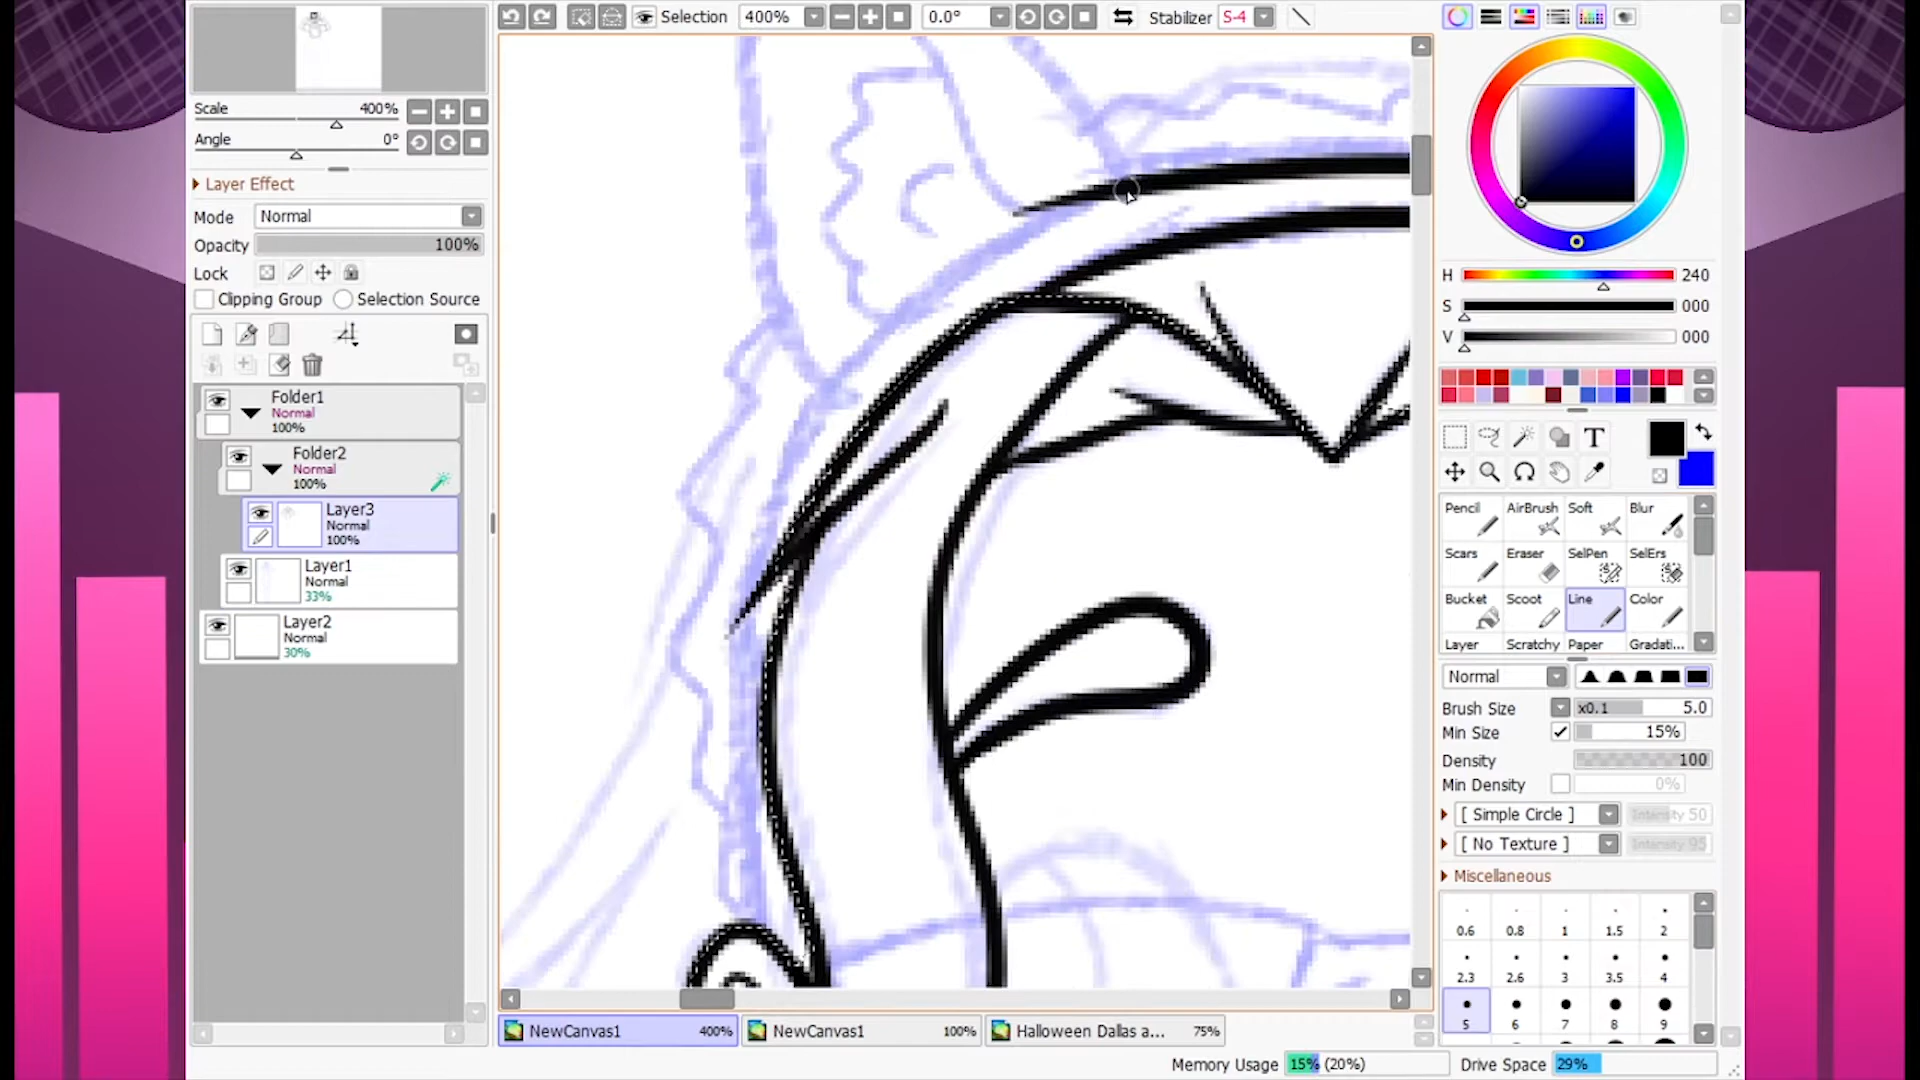 Selection 400% 0.0° Stabilizer S-4
Scale 400%
Angle 0°
Layer Effect
Mode Normal
Opacity 100%
Lock
Clipping Group Selection Source
Folder1
Normal
100%
Folder2
Normal
100%
Layer3
Normal
100%
Layer1
Normal
33%
Layer2
Normal
30%
H 240
S 000
V 000
T
Pencil AirBrush Soft Blur
Scars Eraser SelPen SelErs
Bucket Scoot Line Color
Layer Scratchy Paper Gradati...
Normal
Brush Size x0.1 5.0
Min Size 15%
Density 100
Min Density 0%
[ Simple Circle ] Intensity 50
[ No Texture ] Intensity 95
Miscellaneous
0.6 0.8 1 1.5 2
2.3 2.6 3 3.5 4
5 6 7 8 9
NewCanvas1 400% NewCanvas1 100% Halloween Dallas a... 75%
Memory Usage 15% (20%) Drive Space 29%